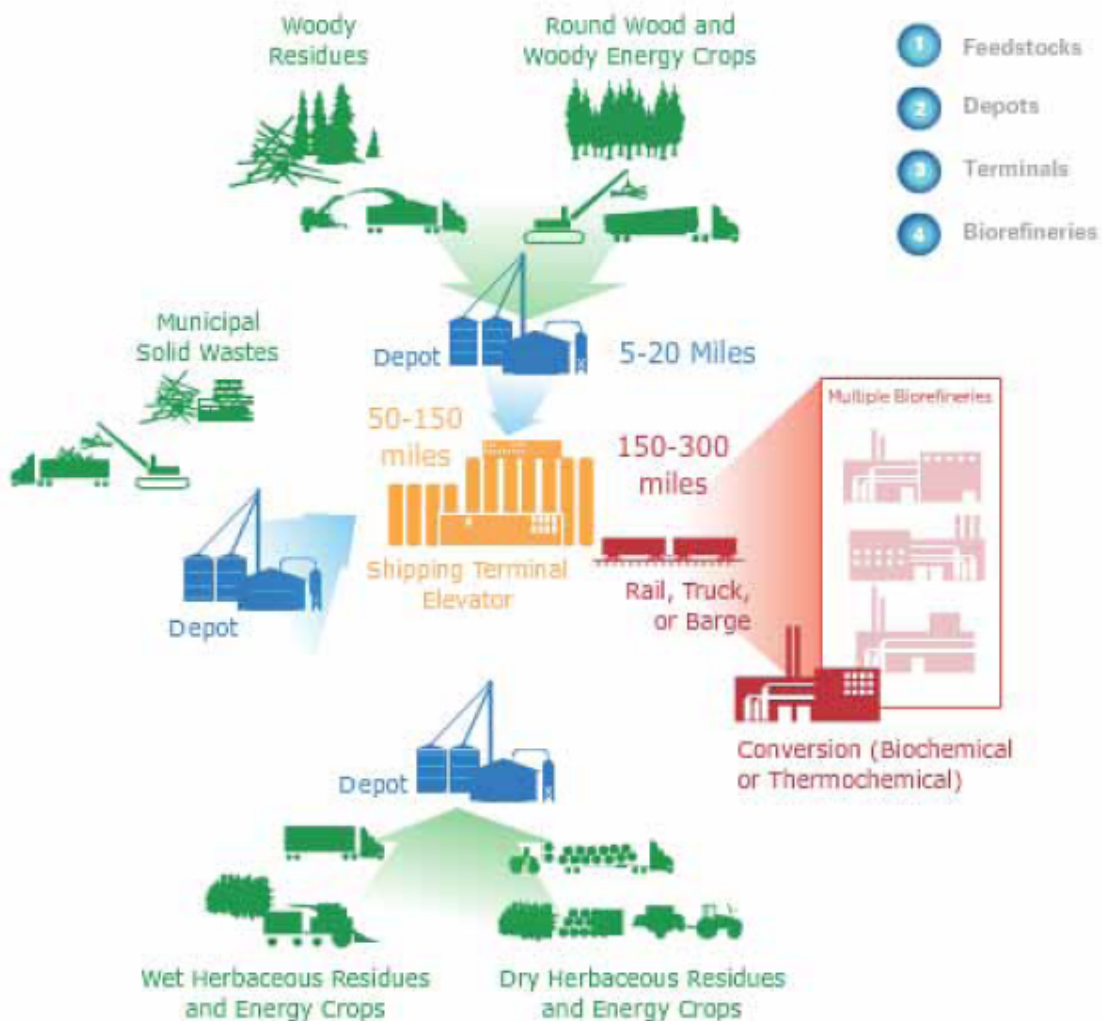 Woody
Residues
Round Wood and
Woody Energy Crops
1 Feedstocks
2 Depots
3 Terminals
4 Biorefineries
Municipal
Solid Wastes
Depot
5-20 Miles
50-150
miles
150-300
miles
Multiple Biorefineries
Shipping Terminal
Elevator
Rail, Truck,
or Barge
Depot
Conversion (Biochemical
or Thermochemical)
Depot
Wet Herbaceous Residues
and Energy Crops
Dry Herbaceous Residues
and Energy Crops